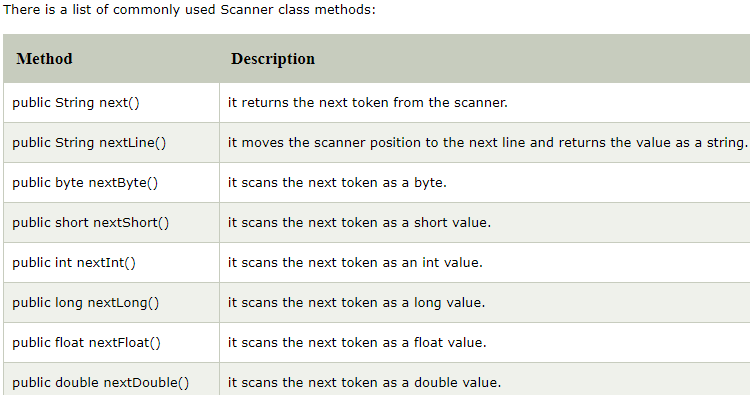 There is a list of commonly used Scanner class methods:
Method Description
public String next() it returns the next token from the scanner.
public String nextLine() it moves the scanner position to the next line and returns the value as a string.
public byte nextByte() it scans the next token as a byte.
public short nextShort() it scans the next token as a short value.
public int nextInt() it scans the next token as an int value.
public long nextLong() it scans the next token as a long value.
public float nextFloat() it scans the next token as a float value.
public double nextDouble() it scans the next token as a double value.